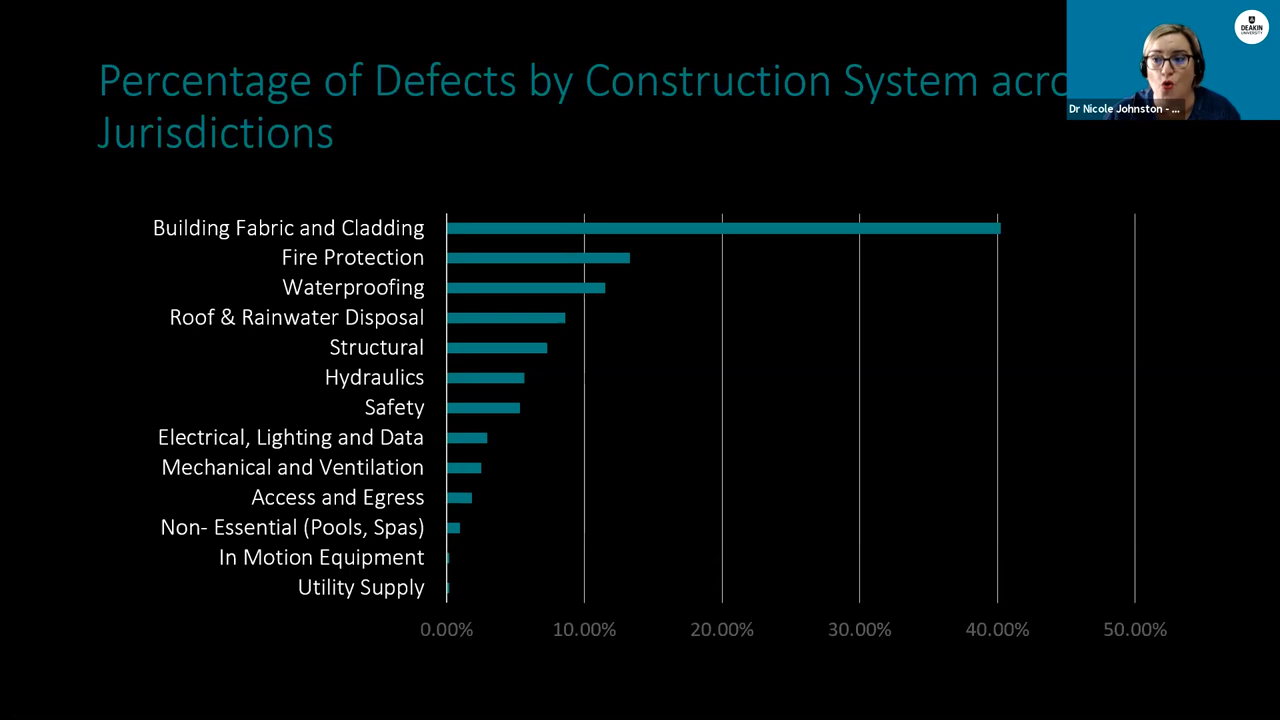 Percentage of Defects by Construction System acro
Jurisdictions
DEAKIN
UNIVERSITY
Dr Nicole Johnston - ...
Building Fabric and Cladding
Fire Protection
Waterproofing
Roof & Rainwater Disposal
Structural
Hydraulics
Safety
Electrical, Lighting and Data
Mechanical and Ventilation
Access and Egress
Non- Essential (Pools, Spas)
In Motion Equipment
Utility Supply
0.00% 10.00% 20.00% 30.00% 40.00% 50.00%